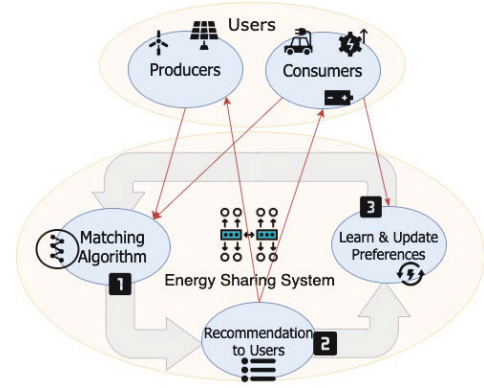 Users
Producers
Consumers
3
Matching
Algorithm
Learn & Update
Preferences
Energy Sharing System
1
Recommendation
to Users
2